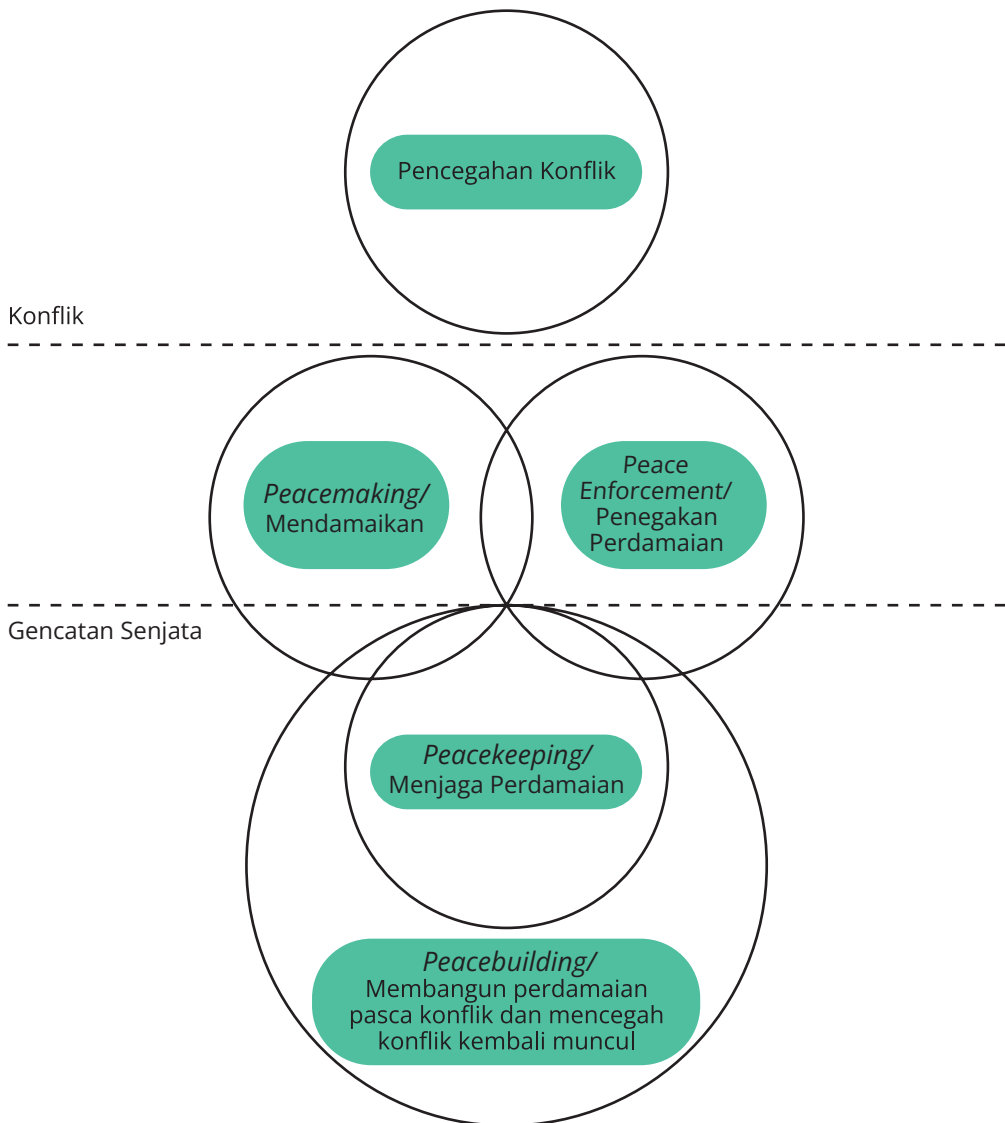 Pencegahan Konflik
Konflik
Peacemaking/
Mendamaikan
Peace
Enforcement/
Penegakan
Perdamaian
Gencatan Senjata
Peacekeeping/
Menjaga Perdamaian
Peacebuilding/
Membangun perdamaian
pasca konflik dan mencegah
konflik kembali muncul